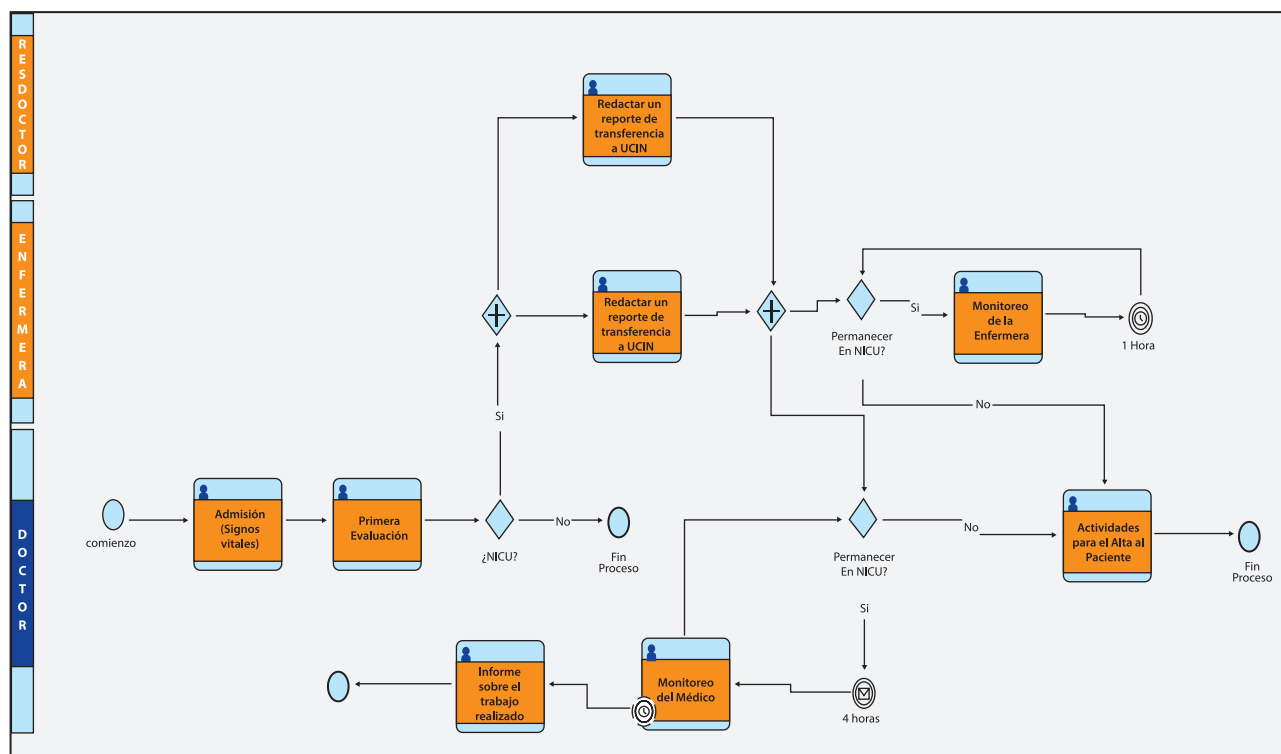 RESDOCTOR
Redactar un
reporte de
transferencia
a UCIN
ENFERMERA
Redactar un
reporte de
transferencia
a UCIN
Permanecer
En NICU?
Si
Monitoreo
de la
Enfermera
1 Hora
No
Si
DOCTOR
comienzo
Admisión
(Signos
vitales)
Primera
Evaluación
¿NICU?
No
Fin
Proceso
Permanecer
En NICU?
No
Actividades
para el Alta al
Paciente
Fin
Proceso
Si
Informe
sobre el
trabajo
realizado
Monitoreo
del Médico
4 horas